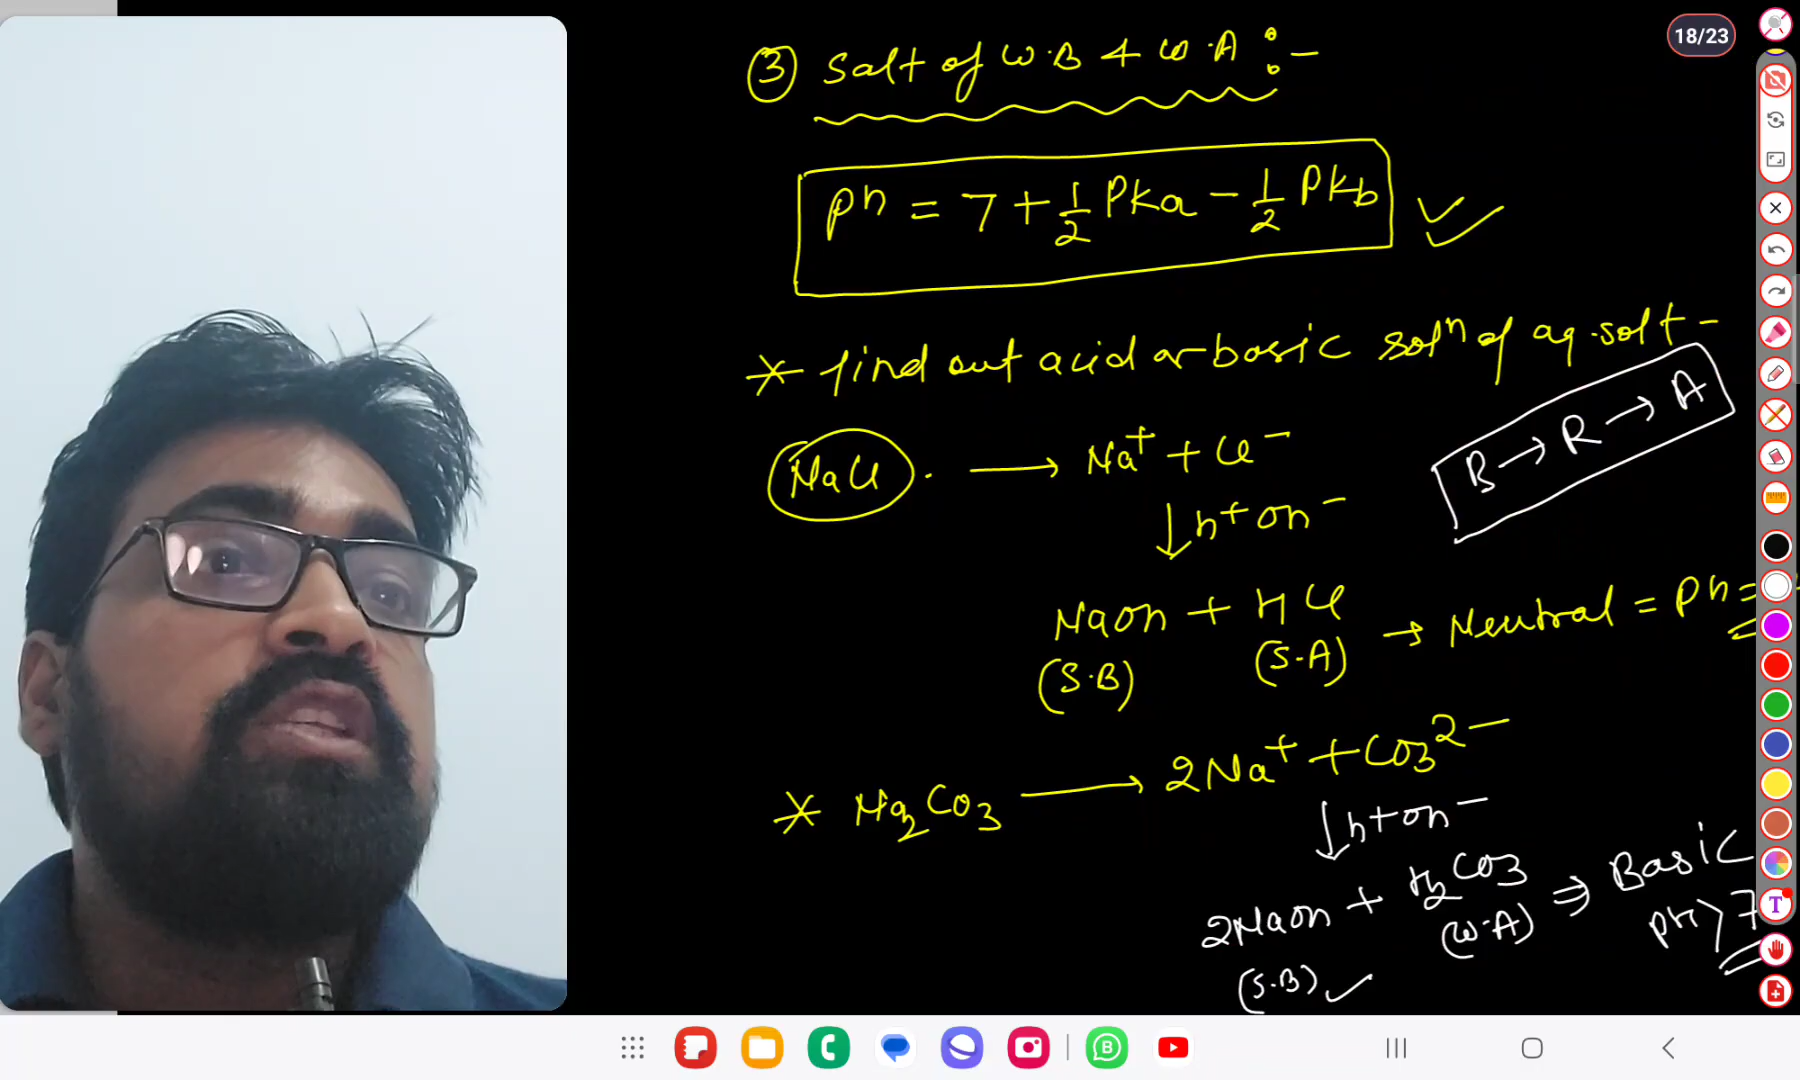 18/23
③ Salt of W.B + W.A :-
pH = 7 + 1/2 Pka - 1/2 Pkb
* find out acid or basic solⁿ of aq. salt -
B → R → A
NaCl. → Na⁺ + Cl⁻
↓ H⁺ OH⁻
NaOH + HCl → Neutral = PH =
(S.B) (S.A)
* Na₂CO₃ → 2Na⁺ + CO₃²⁻
↓ H⁺ OH⁻
2NaOH + H₂CO₃ ⇒ Basic
(S.B) (W.A) PH > 7
T
B